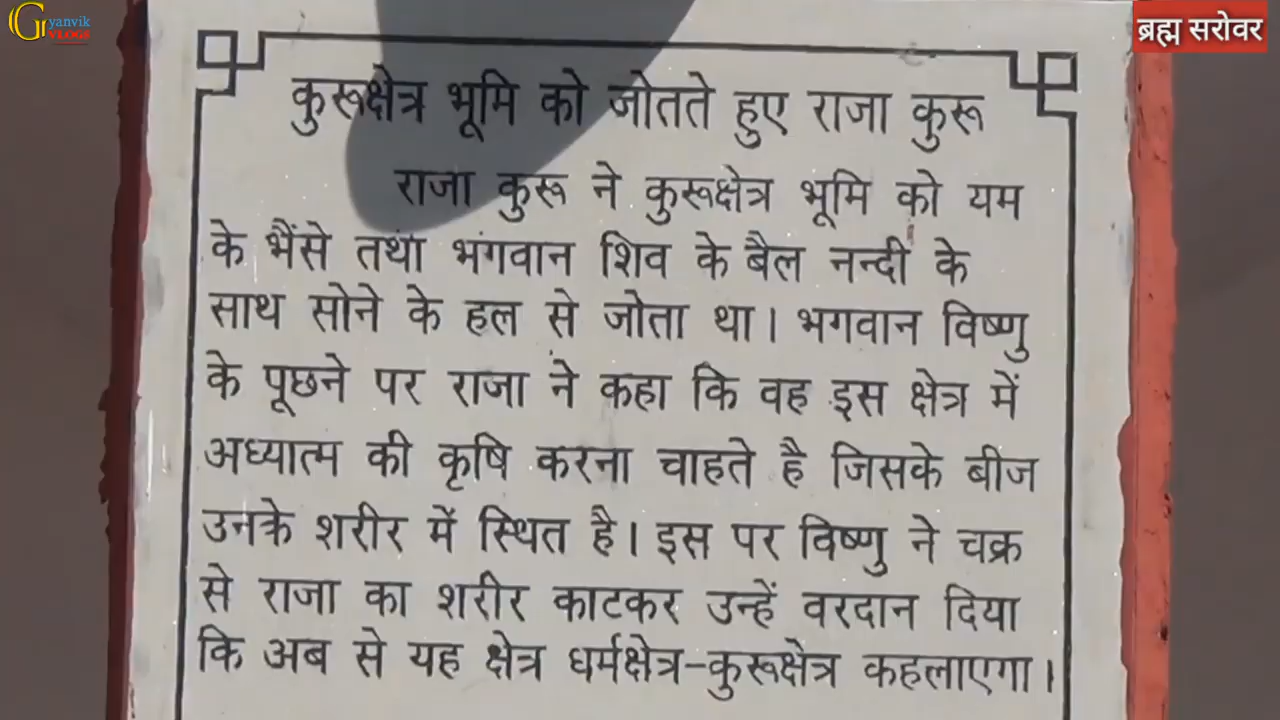 Gyanvik
VLOGS
ब्रह्म सरोवर
कुरूक्षेत्र भूमि को जोतते हुए राजा कुरू
राजा कुरू ने कुरूक्षेत्र भूमि को यम
के भैंसे तथा भगवान शिव के बैल नन्दी के
साथ सोने के हल से जोता था। भगवान विष्णु
के पूछने पर राजा ने कहा कि वह इस क्षेत्र में
अध्यात्म की कृषि करना चाहते है जिसके बीज
उनके शरीर में स्थित है। इस पर विष्णु ने चक्र
से राजा का शरीर काटकर उन्हें वरदान दिया
कि अब से यह क्षेत्र धर्मक्षेत्र-कुरूक्षेत्र कहलाएगा।